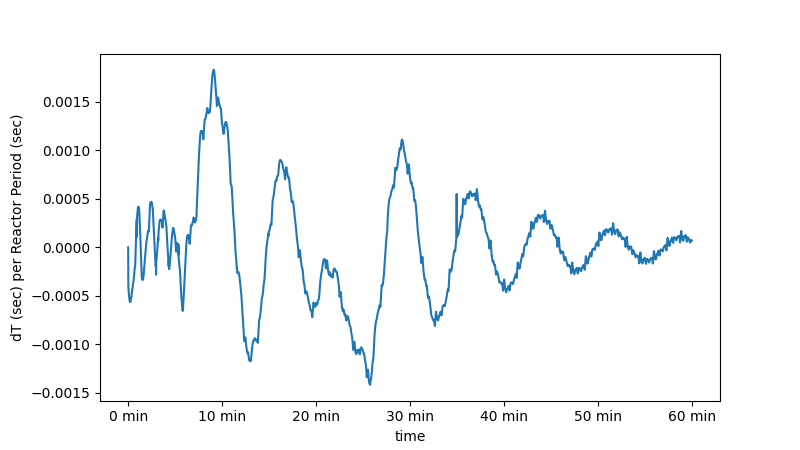 dT (sec) per Reactor Period (sec)
0.0015
0.0010
0.0005
0.0000
−0.0005
−0.0010
−0.0015
0 min 10 min 20 min 30 min 40 min 50 min 60 min
time